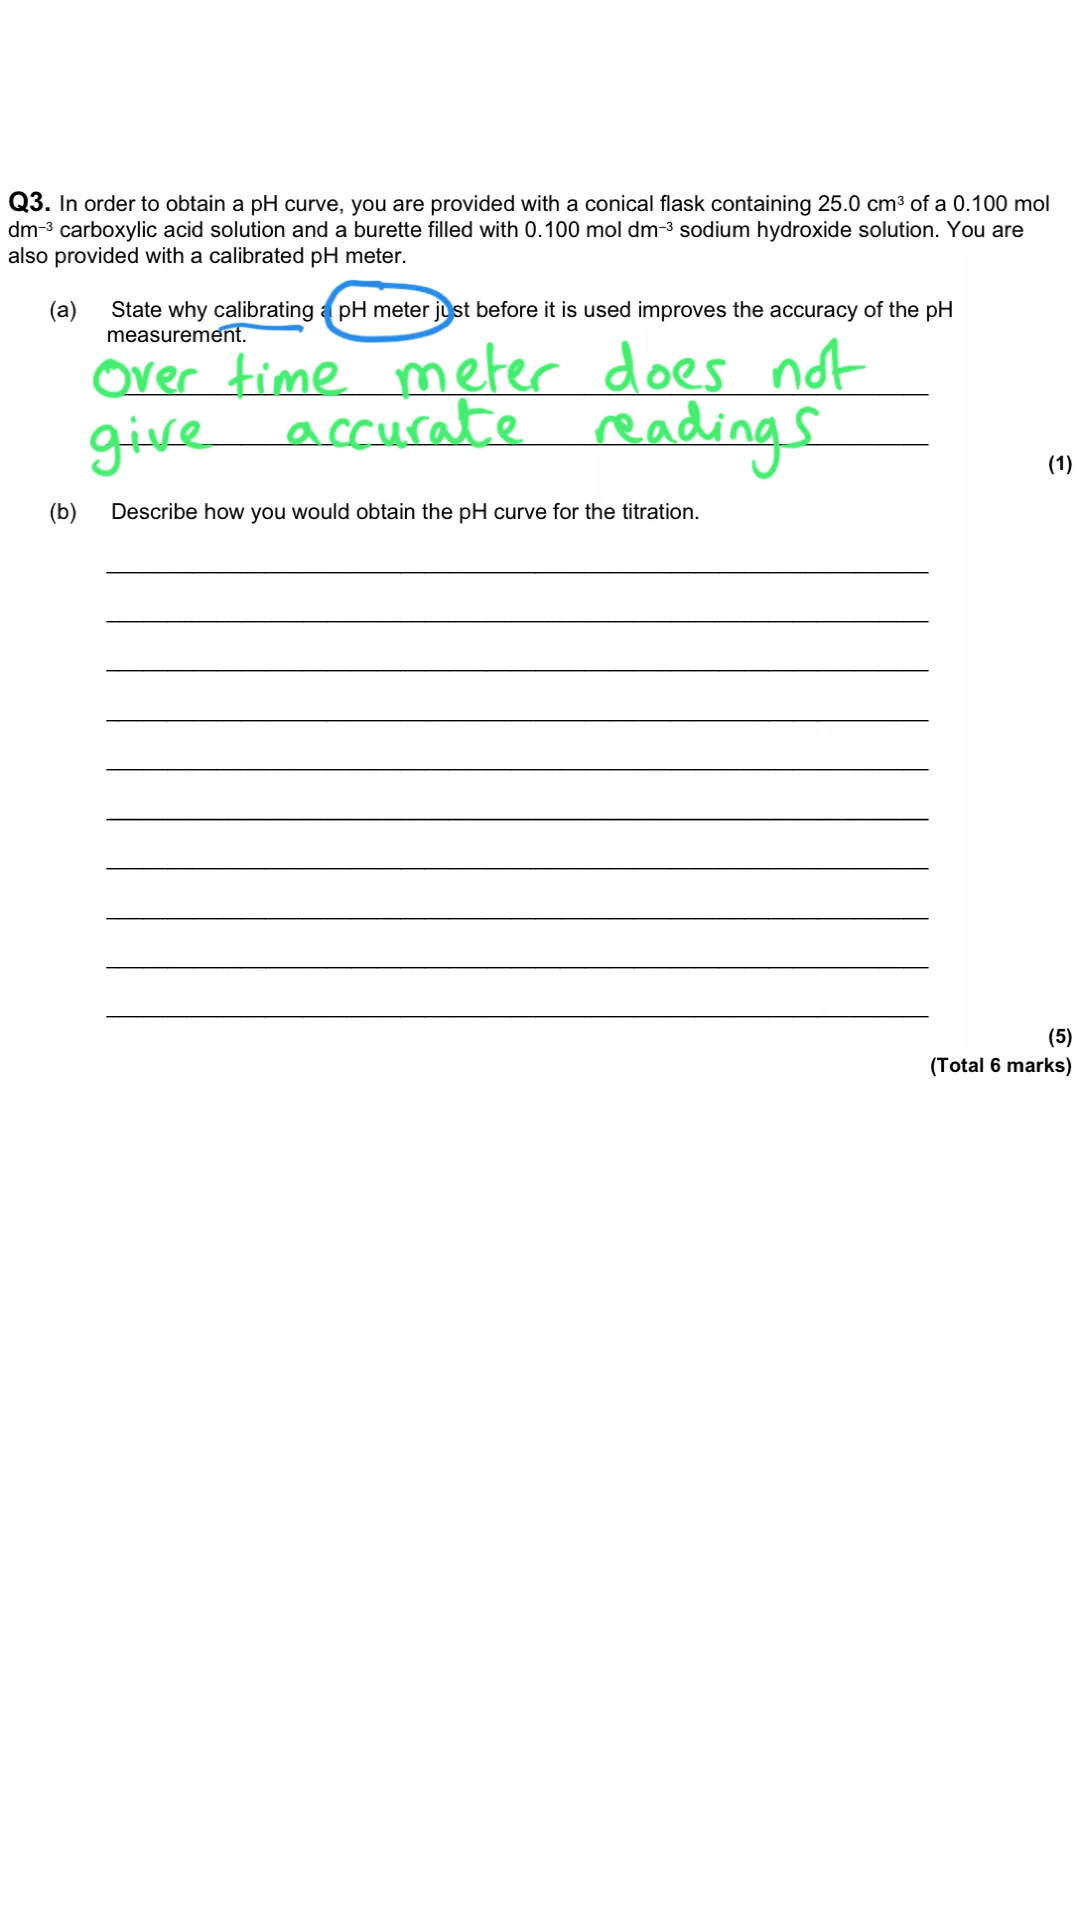 Q3. In order to obtain a pH curve, you are provided with a conical flask containing 25.0 cm³ of a 0.100 mol
dm⁻³ carboxylic acid solution and a burette filled with 0.100 mol dm⁻³ sodium hydroxide solution. You are
also provided with a calibrated pH meter.
(a) State why calibrating a pH meter just before it is used improves the accuracy of the pH
measurement.
Over time meter does not
give accurate readings
(1)
(b) Describe how you would obtain the pH curve for the titration.
(5)
(Total 6 marks)